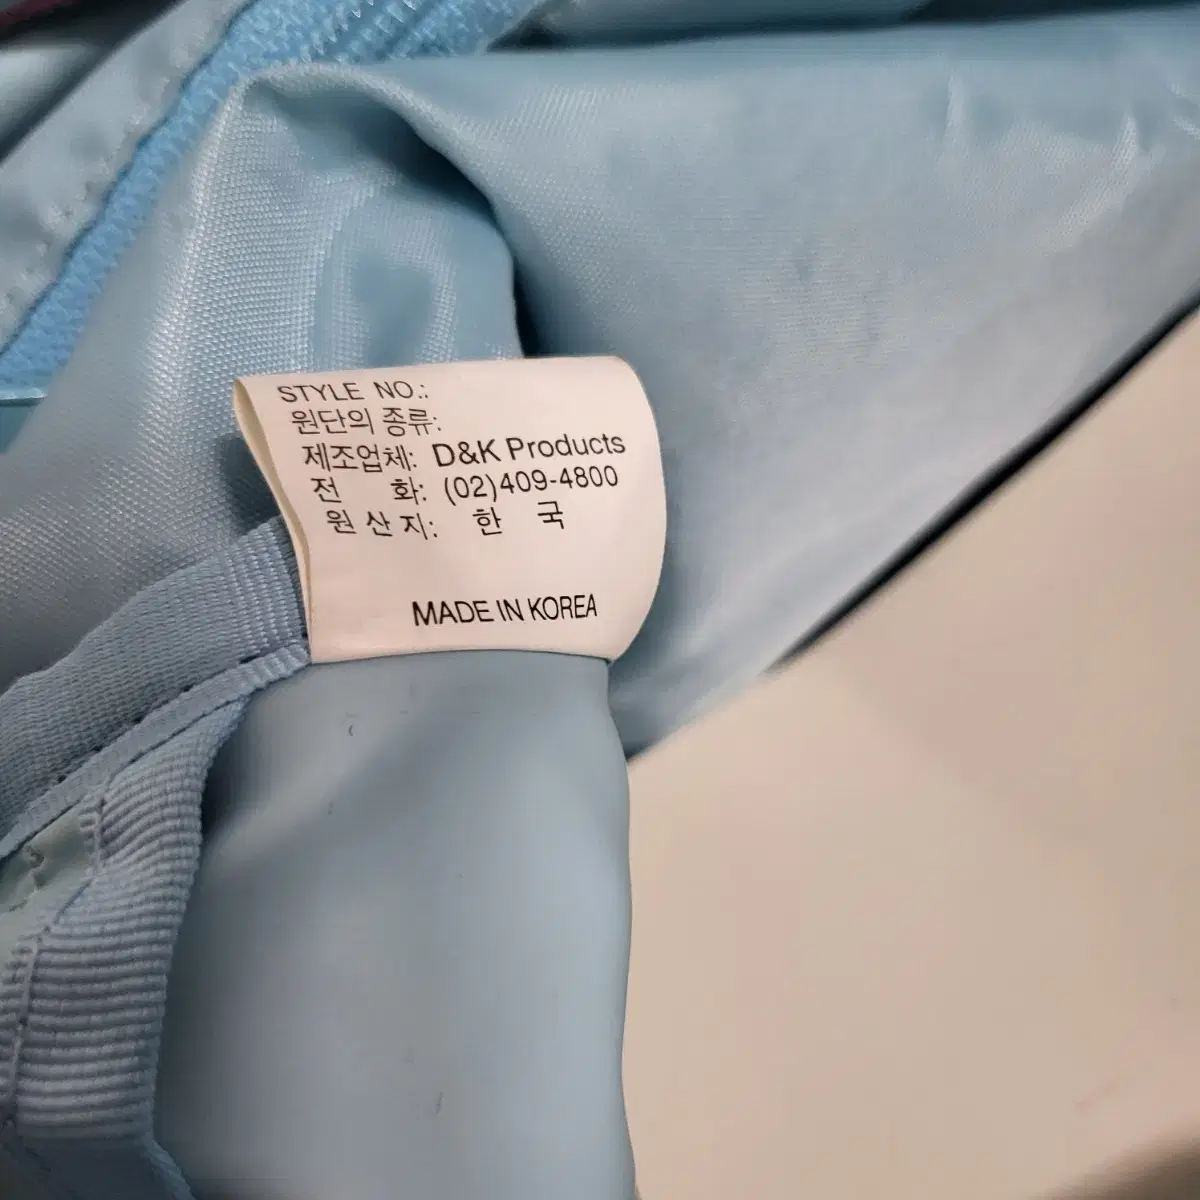 STYLE NO.:
원단의 종류:
제조업체: D&K Products
전 화: (02)409-4800
원 산 지: 한 국
MADE IN KOREA